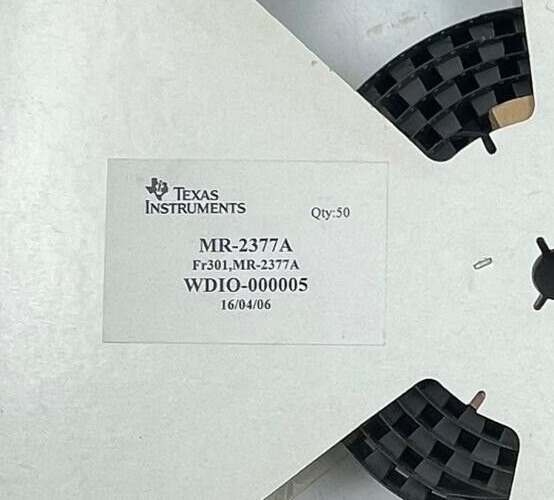 TEXAS
INSTRUMENTS
Qty:50
MR-2377A
Fr301,MR-2377A
WDIO-000005
16/04/06